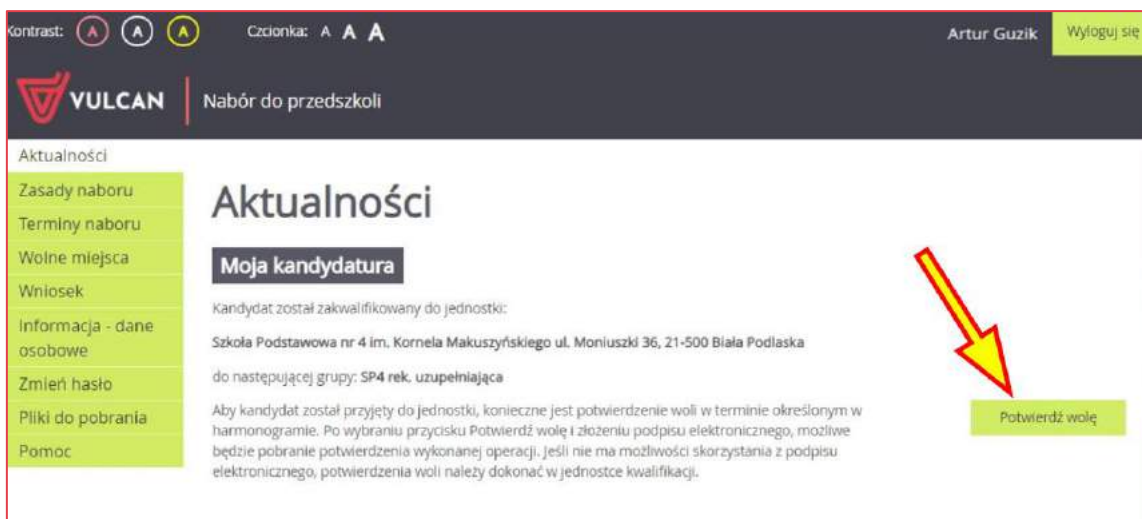 Kontrast: A A A Czcionka: A A A Artur Guzik Wyloguj się
VULCAN Nabór do przedszkoli
Aktualności
Zasady naboru
Terminy naboru
Wolne miejsca
Wniosek
Informacja - dane
osobowe
Zmień hasło
Pliki do pobrania
Pomoc
Aktualności
Moja kandydatura
Kandydat został zakwalifikowany do jednostki:
Szkoła Podstawowa nr 4 im. Kornela Makuszyńskiego ul. Moniuszki 36, 21-500 Biała Podlaska
do następującej grupy: SP4 rek. uzupełniająca
Aby kandydat został przyjęty do jednostki, konieczne jest potwierdzenie woli w terminie określonym w
harmonogramie. Po wybraniu przycisku Potwierdź wolę i złożeniu podpisu elektronicznego, możliwe
będzie pobranie potwierdzenia wykonanej operacji. Jeśli nie ma możliwości skorzystania z podpisu
elektronicznego, potwierdzenia woli należy dokonać w jednostce kwalifikacji.
Potwierdź wolę